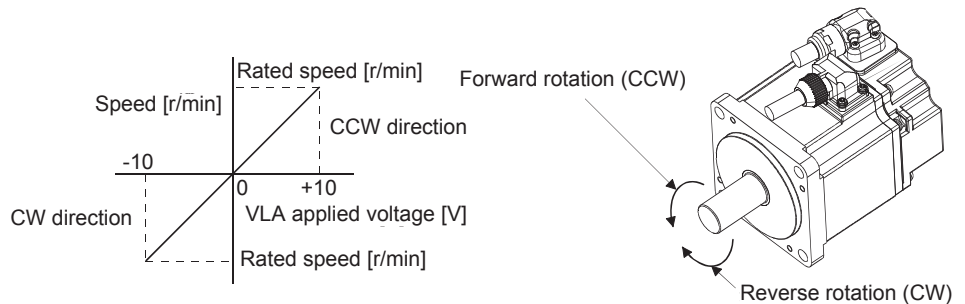 Rated speed [r/min]
Speed [r/min]
CCW direction
-10
0
+10
CW direction
VLA applied voltage [V]
Rated speed [r/min]
Forward rotation (CCW)
Reverse rotation (CW)